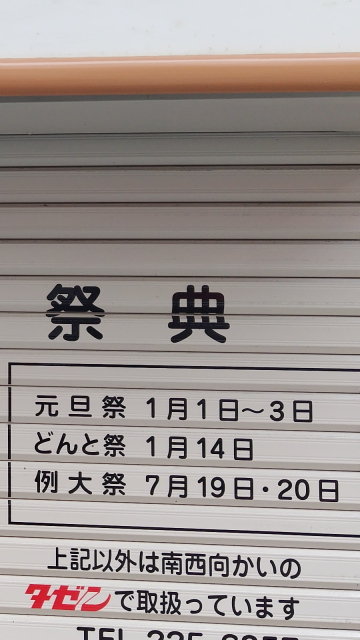 祭典
元旦祭 1月1日～3日
どんと祭 1月14日
例大祭 7月19日・20日
上記以外は南西向かいの
タゼンで取扱っています
TEL 225